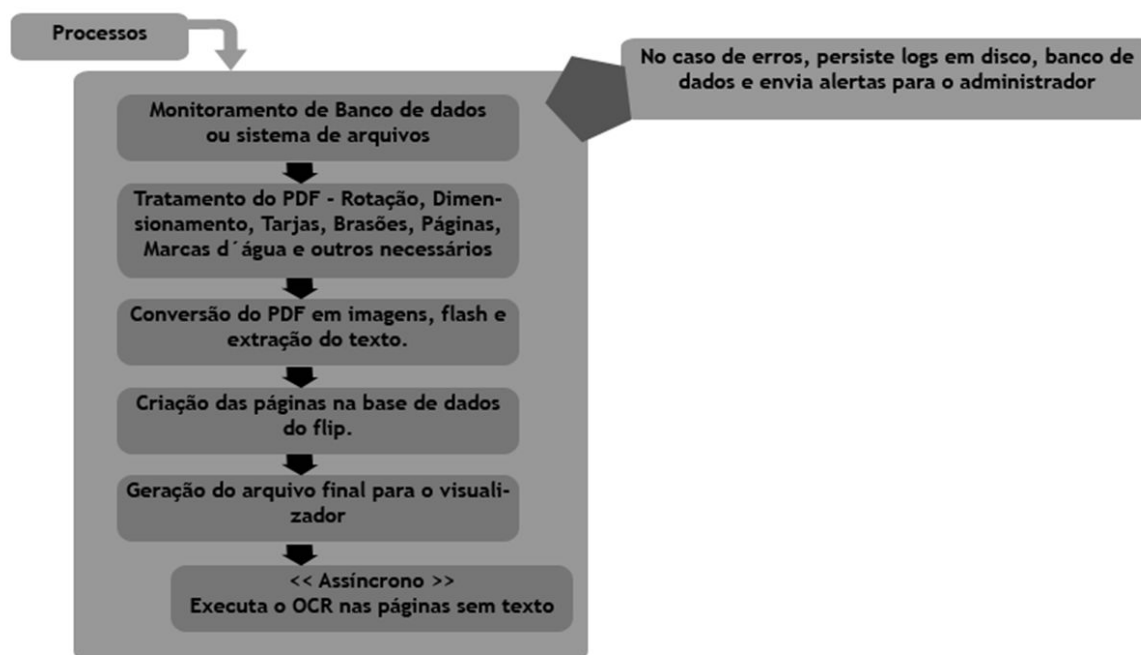 Processos
No caso de erros, persiste logs em disco, banco de
dados e envia alertas para o administrador
Monitoramento de Banco de dados
ou sistema de arquivos
Tratamento do PDF - Rotação, Dimen-
sionamento, Tarjas, Brasões, Páginas,
Marcas d´água e outros necessários
Conversão do PDF em imagens, flash e
extração do texto.
Criação das páginas na base de dados
do flip.
Geração do arquivo final para o visuali-
zador
<< Assíncrono >>
Executa o OCR nas páginas sem texto